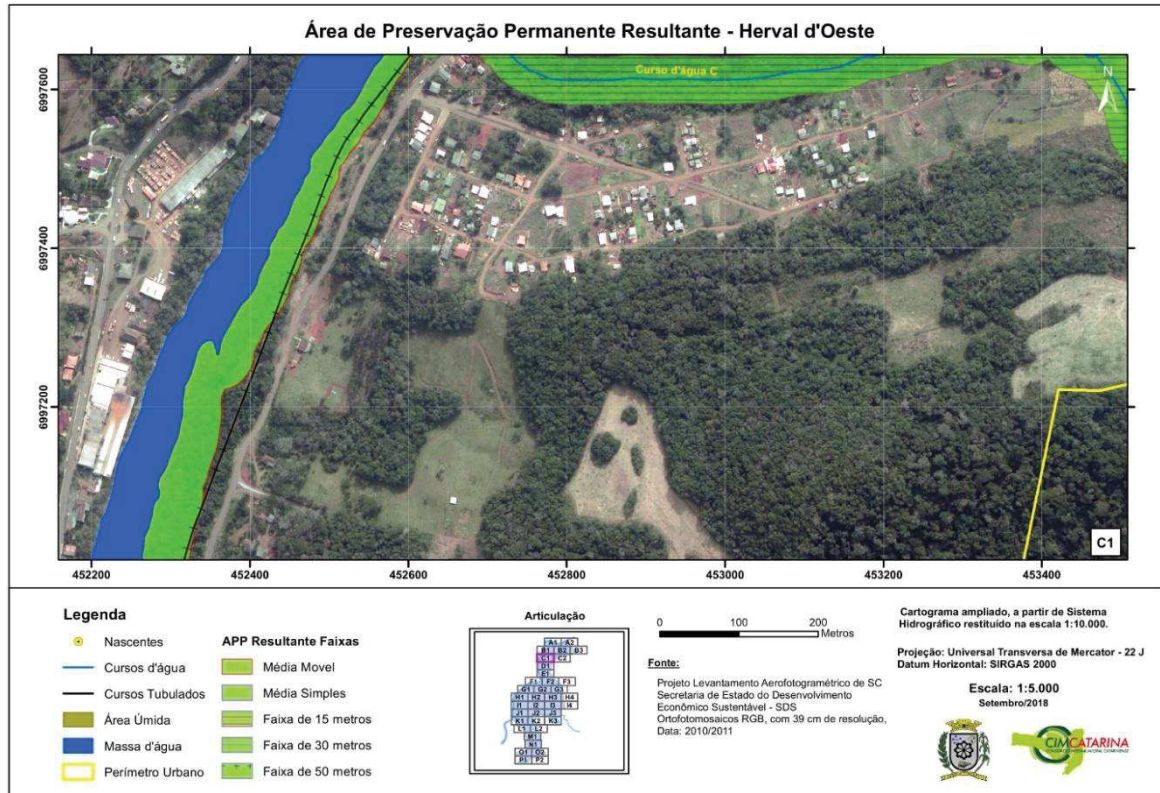 Área de Preservação Permanente Resultante - Herval d'Oeste
Curso d'água C
N
6997600
6997400
6997200
C1
452200
452400
452600
452800
453000
453200
453400
Legenda
Nascentes
Cursos d'água
Cursos Tubulados
Área Úmida
Massa d'água
Perímetro Urbano
APP Resultante Faixas
Média Movel
Média Simples
Faixa de 15 metros
Faixa de 30 metros
Faixa de 50 metros
Articulação
A1 A2
B1 B2 B3
C1 C2
D1
E1
F1 F2 F3
G1 G2 G3
H1 H2 H3 H4
I1 I2 I3 I4
J1 J2 J3
K1 K2 K3
L1 L2
M1
N1
O1 O2
P1 P2
0 100 200
Metros
Fonte:
Projeto Levantamento Aerofotogramétrico de SC
Secretaria de Estado do Desenvolvimento
Econômico Sustentável - SDS
Ortofotomosaicos RGB, com 39 cm de resolução,
Data: 2010/2011
Cartograma ampliado, a partir de Sistema
Hidrográfico restituído na escala 1:10.000.
Projeção: Universal Transversa de Mercator - 22 J
Datum Horizontal: SIRGAS 2000
Escala: 1:5.000
Setembro/2018
CIMCATARINA